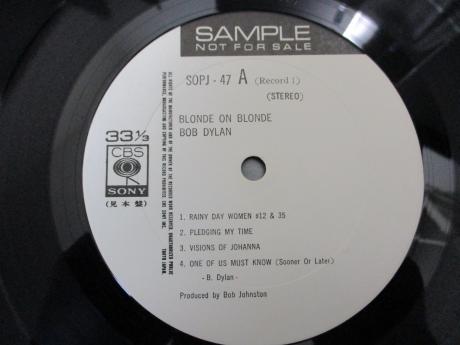 SAMPLE
NOT FOR SALE
SOPJ - 47 A (Record 1)
(STEREO)
BLONDE ON BLONDE
BOB DYLAN
33 1/3
CBS
SONY
(見本盤)
1. RAINY DAY WOMEN #12 & 35
2. PLEDGING MY TIME
3. VISIONS OF JOHANNA
4. ONE OF US MUST KNOW (Sooner Or Later)
- B. Dylan -
Produced by Bob Johnston